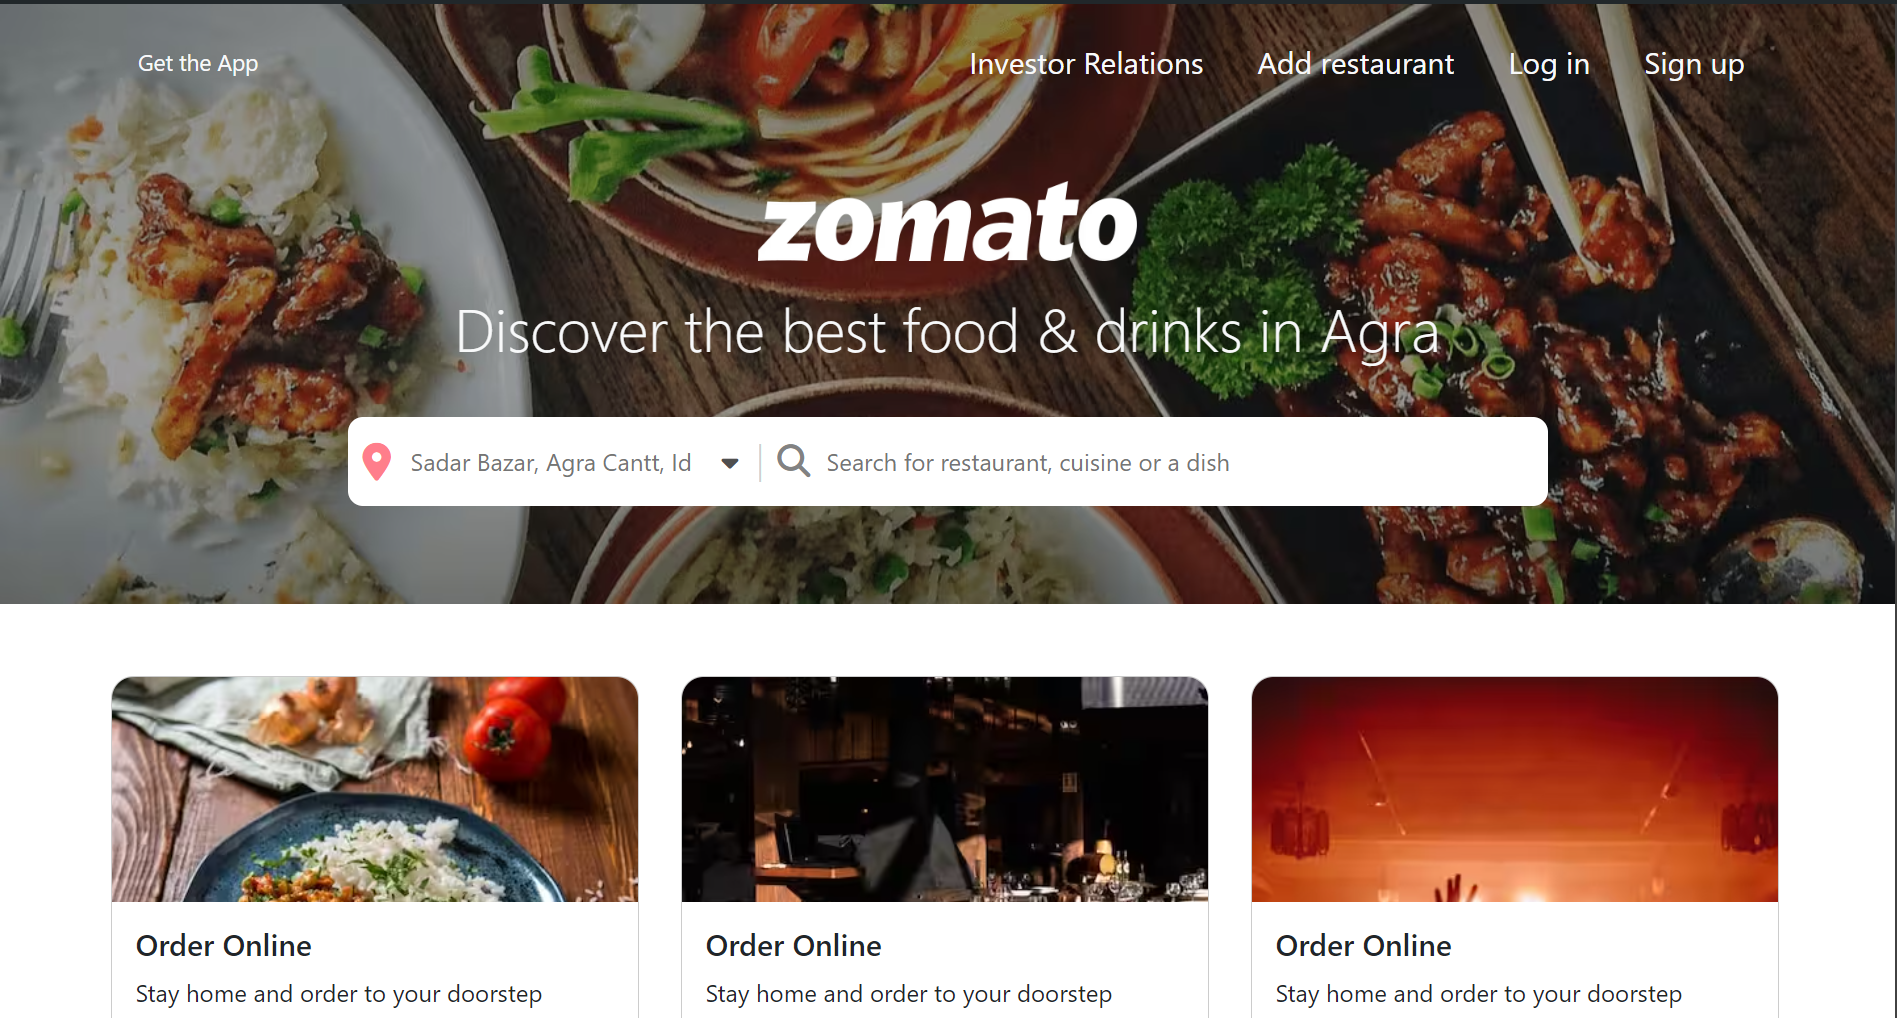 Get the App
Investor Relations
Add restaurant
Log in
Sign up
zomato
Discover the best food & drinks in Agra
Sadar Bazar, Agra Cantt, Id
Search for restaurant, cuisine or a dish
Order Online
Stay home and order to your doorstep
Order Online
Stay home and order to your doorstep
Order Online
Stay home and order to your doorstep